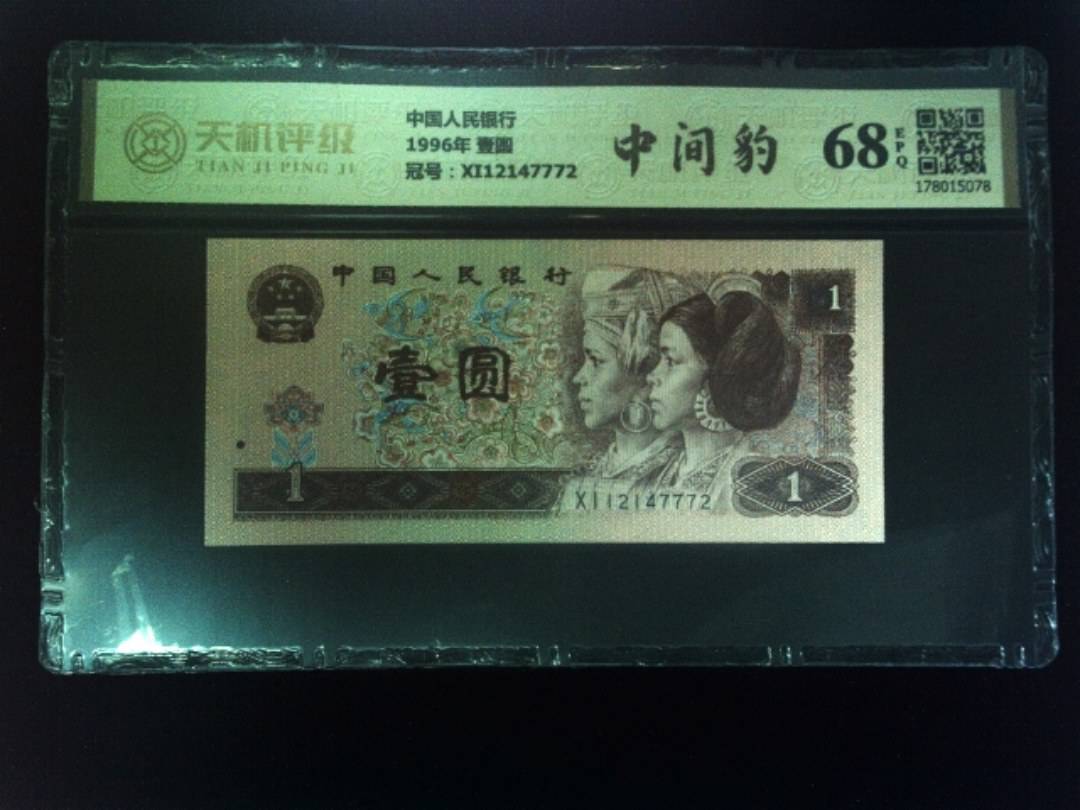 天机评级
TIAN JI PING JI
中国人民银行
1996年 壹圆
冠号：XI12147772
中间豹
68
EPQ
178015078
中国人民银行
1
壹圆
1
XI12147772
1